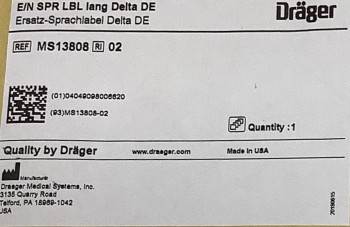 E/N SPR LBL lang Delta DE
Ersatz-Sprachlabel Delta DE
Dräger
REF MS13808 RI 02
(01)04049098006620
(93)MS13808-02
Quantity : 1
Quality by Dräger www.draeger.com Made in USA
Manufacturer
Draeger Medical Systems, Inc.
3135 Quarry Road
Telford, PA 18969-1042
USA